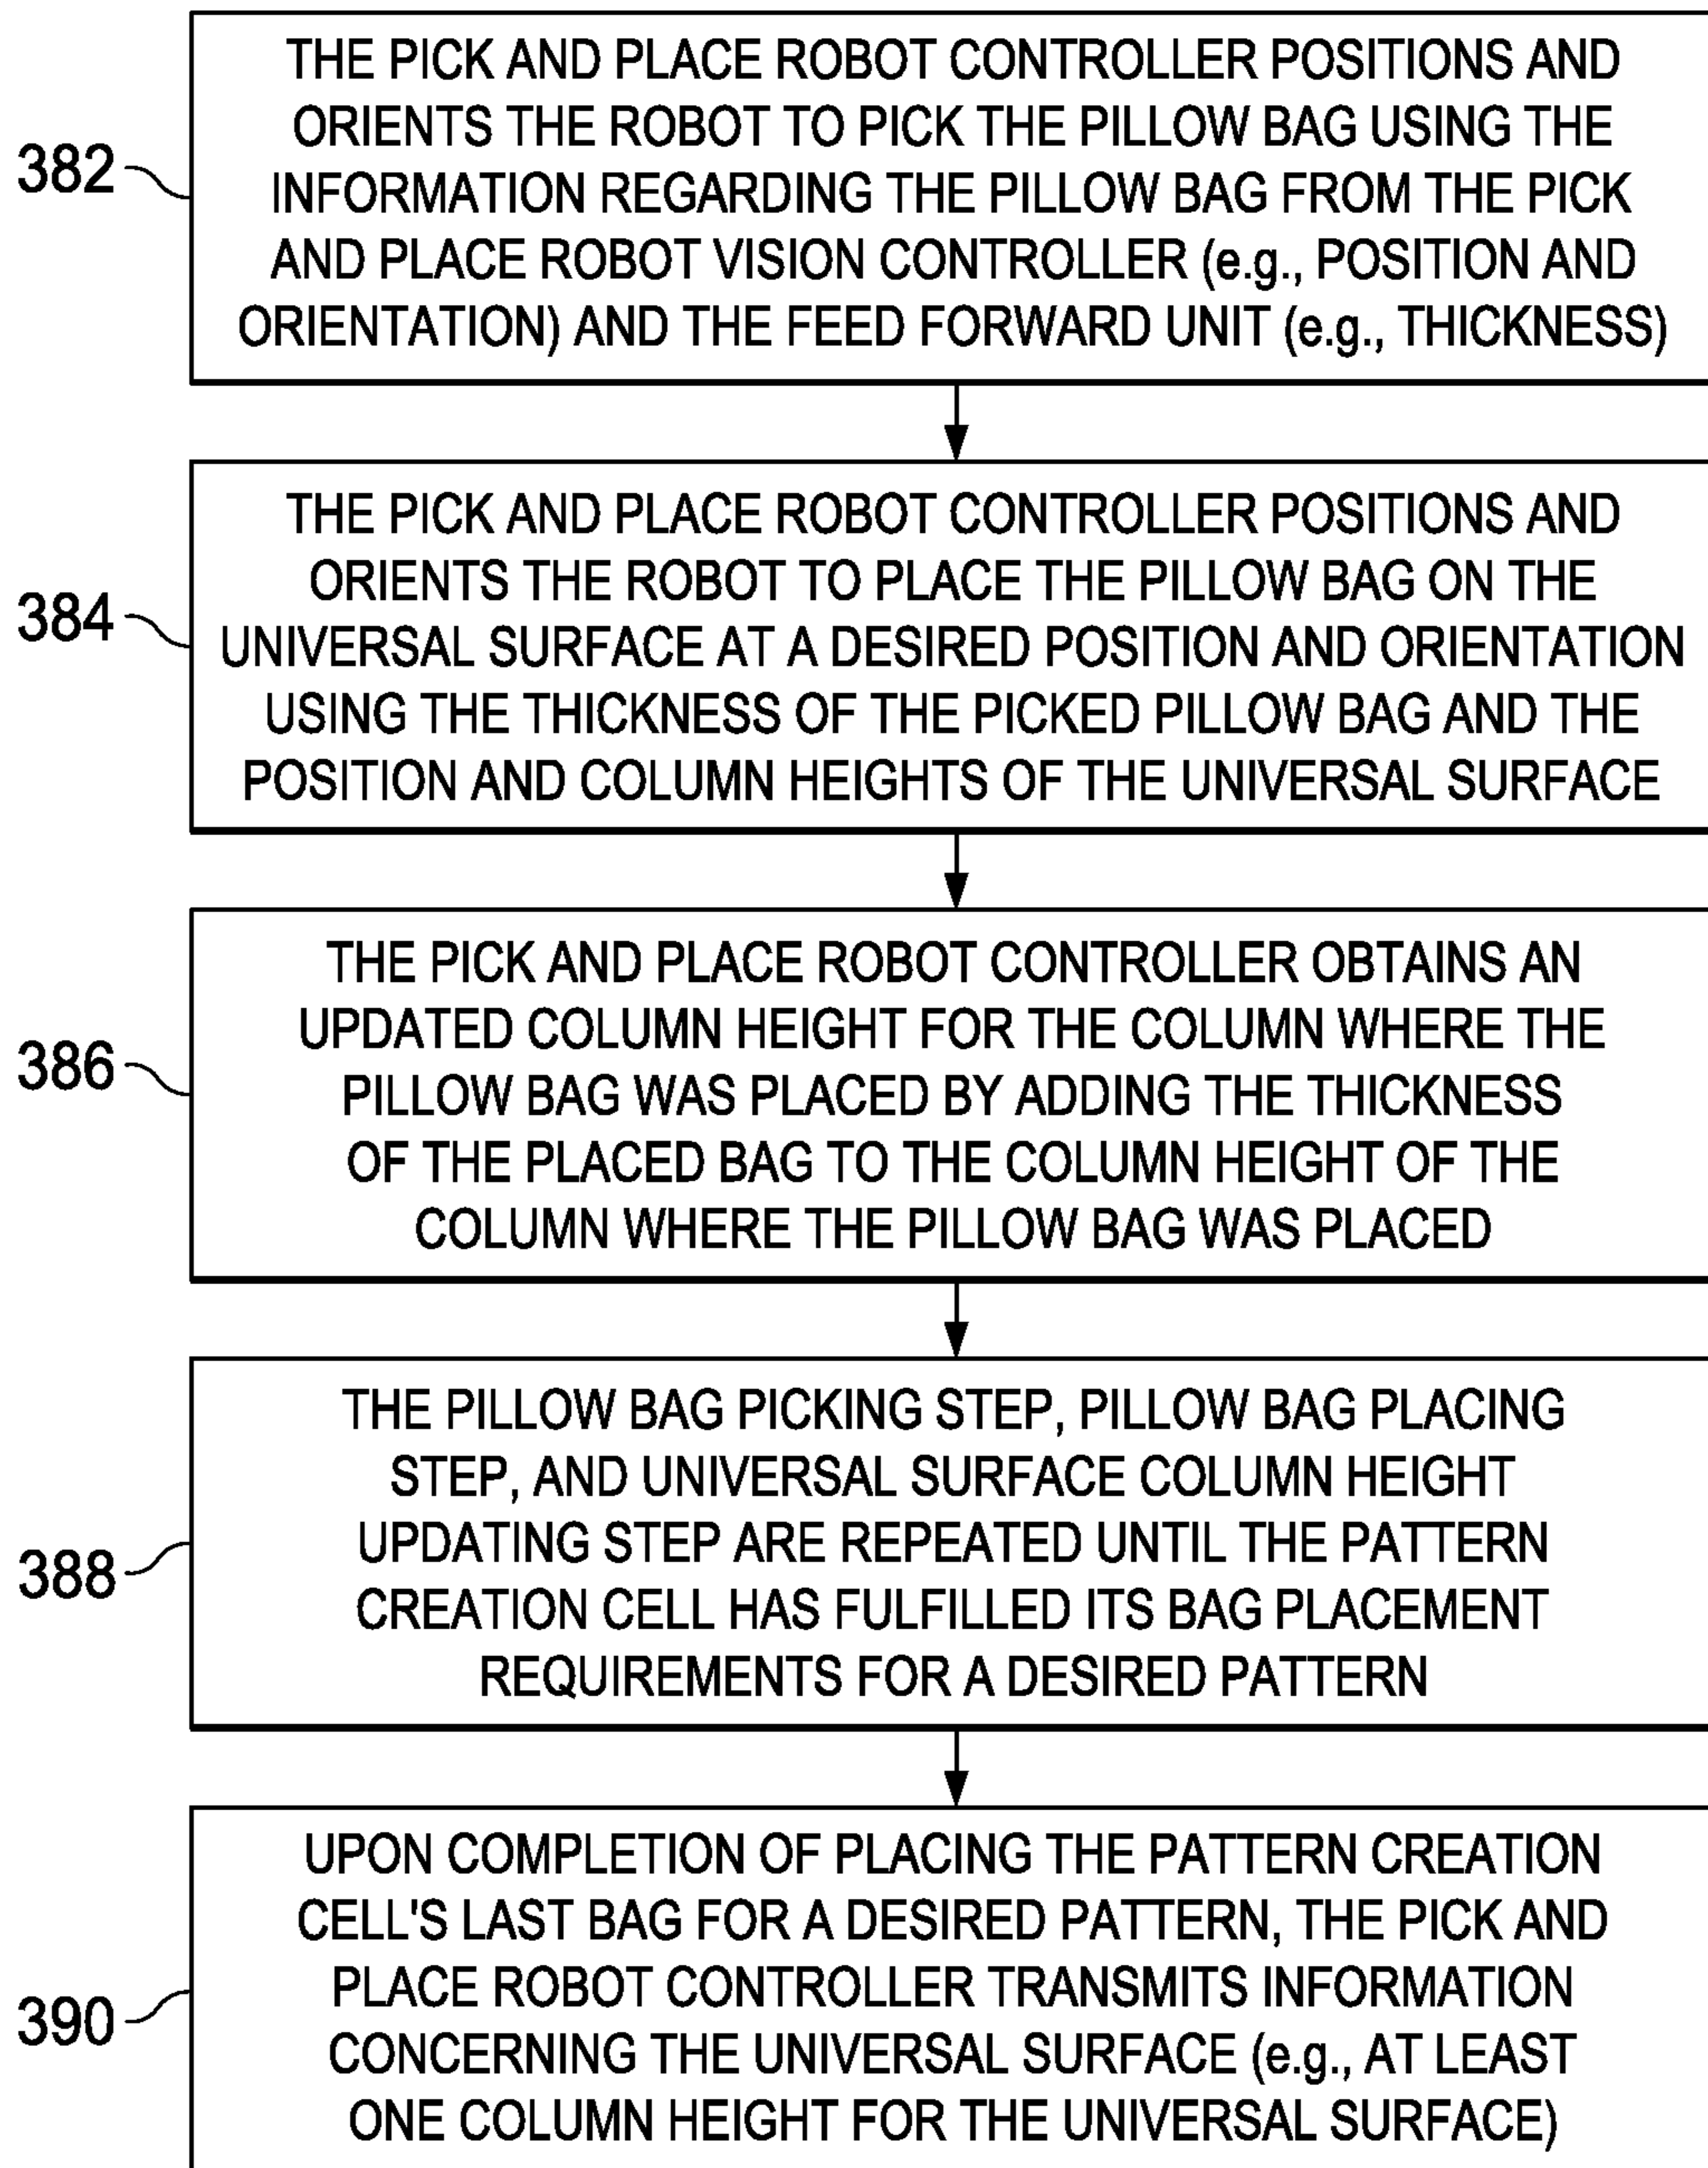 THE PICK AND PLACE ROBOT CONTROLLER POSITIONS AND
ORIENTS THE ROBOT TO PICK THE PILLOW BAG USING THE
382
INFORMATION REGARDING THE PILLOW BAG FROM THE PICK
AND PLACE ROBOT VISION CONTROLLER (e.g., POSITION AND
ORIENTATION) AND THE FEED FORWARD UNIT (e.g., THICKNESS)
THE PICK AND PLACE ROBOT CONTROLLER POSITIONS AND
ORIENTS THE ROBOT TO PLACE THE PILLOW BAG ON THE
384
UNIVERSAL SURFACE AT A DESIRED POSITION AND ORIENTATION
USING THE THICKNESS OF THE PICKED PILLOW BAG AND THE
POSITION AND COLUMN HEIGHTS OF THE UNIVERSAL SURFACE
THE PICK AND PLACE ROBOT CONTROLLER OBTAINS AN
UPDATED COLUMN HEIGHT FOR THE COLUMN WHERE THE
386
PILLOW BAG WAS PLACED BY ADDING THE THICKNESS
OF THE PLACED BAG TO THE COLUMN HEIGHT OF THE
COLUMN WHERE THE PILLOW BAG WAS PLACED
THE PILLOW BAG PICKING STEP, PILLOW BAG PLACING
STEP, AND UNIVERSAL SURFACE COLUMN HEIGHT
UPDATING STEP ARE REPEATED UNTIL THE PATTERN
388
CREATION CELL HAS FULFILLED ITS BAG PLACEMENT
REQUIREMENTS FOR A DESIRED PATTERN
UPON COMPLETION OF PLACING THE PATTERN CREATION
CELL'S LAST BAG FOR A DESIRED PATTERN, THE PICK AND
PLACE ROBOT CONTROLLER TRANSMITS INFORMATION
390
CONCERNING THE UNIVERSAL SURFACE (e.g., AT LEAST
ONE COLUMN HEIGHT FOR THE UNIVERSAL SURFACE)